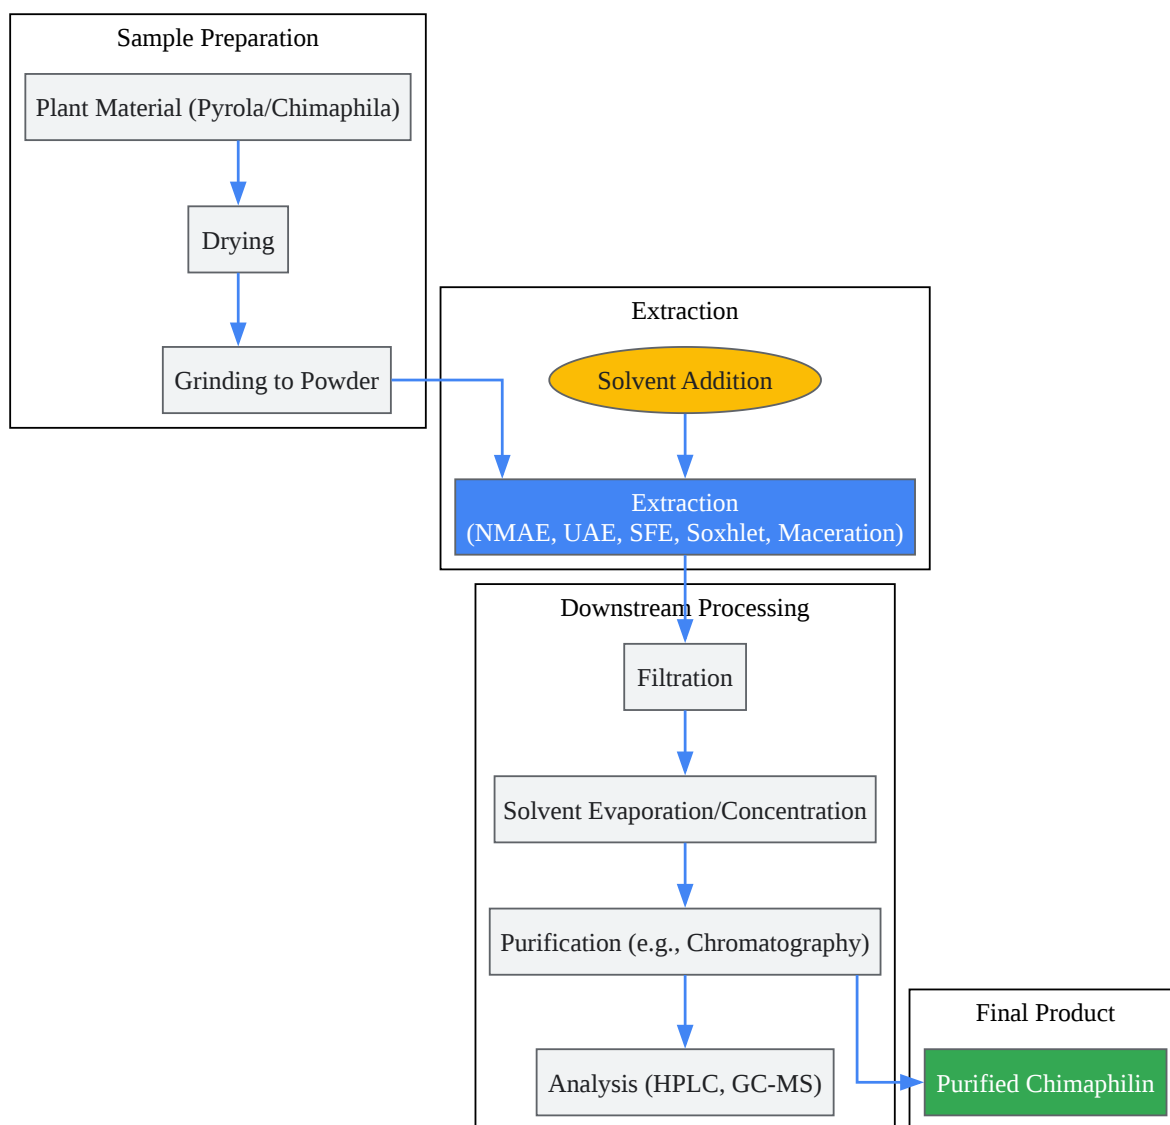 Sample Preparation
Plant Material (Pyrola/Chimaphila)
Drying
Grinding to Powder
Extraction
Solvent Addition
Extraction
(NMAE, UAE, SFE, Soxhlet, Maceration)
Downstream Processing
Filtration
Solvent Evaporation/Concentration
Purification (e.g., Chromatography)
Analysis (HPLC, GC-MS)
Final Product
Purified Chimaphilin